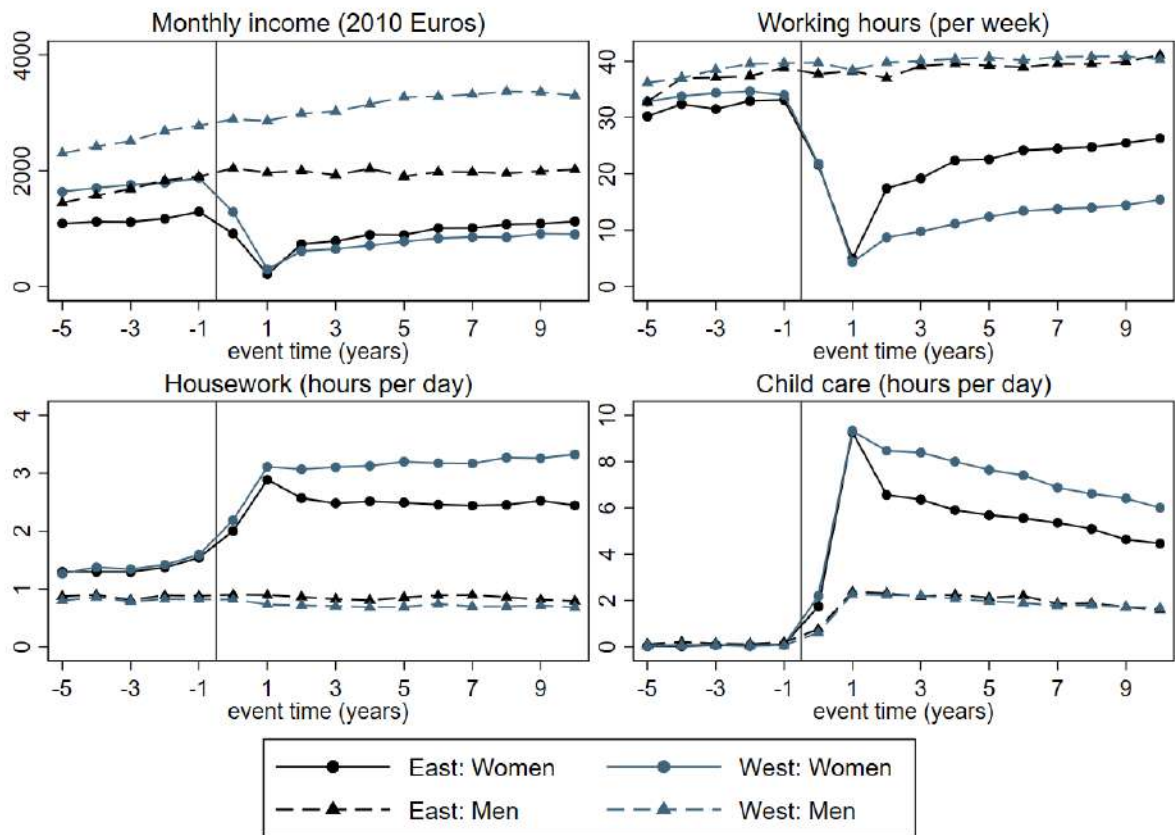 Monthly income (2010 Euros)
4000
2000
0
-5 -3 -1 1 3 5 7 9
event time (years)
Working hours (per week)
40
30
20
10
0
-5 -3 -1 1 3 5 7 9
event time (years)
Housework (hours per day)
4
3
2
1
0
-5 -3 -1 1 3 5 7 9
event time (years)
Child care (hours per day)
10
8
6
4
2
0
-5 -3 -1 1 3 5 7 9
event time (years)
East: Women West: Women
East: Men West: Men